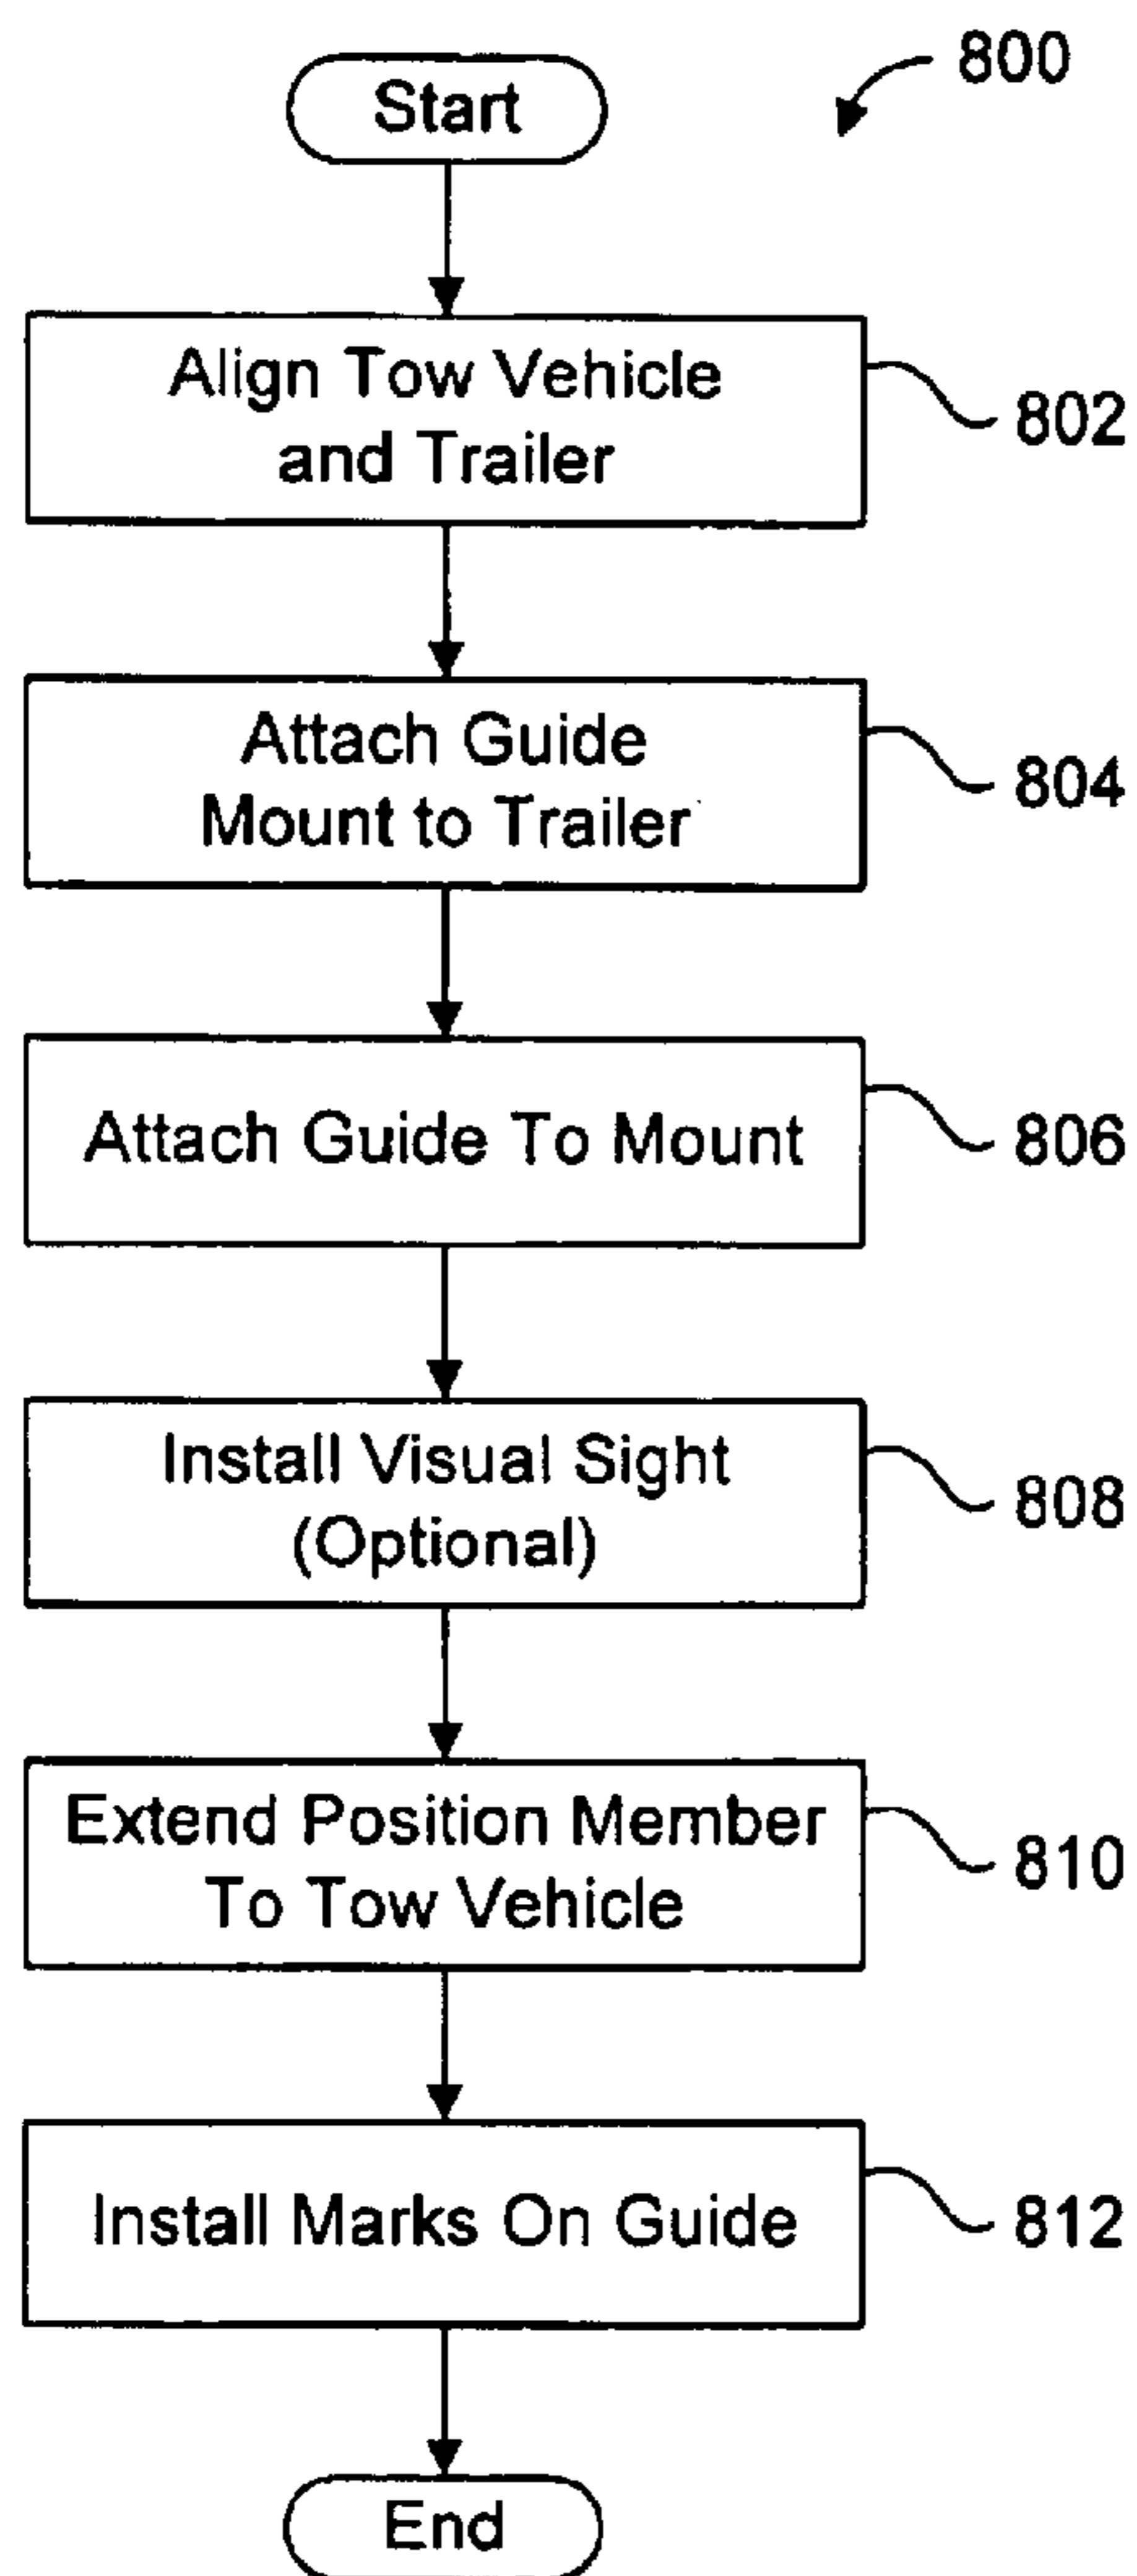 800
Start
Align Tow Vehicle
and Trailer
802
Attach Guide
Mount to Trailer
804
Attach Guide To Mount
806
Install Visual Sight
(Optional)
808
Extend Position Member
To Tow Vehicle
810
Install Marks On Guide
812
End